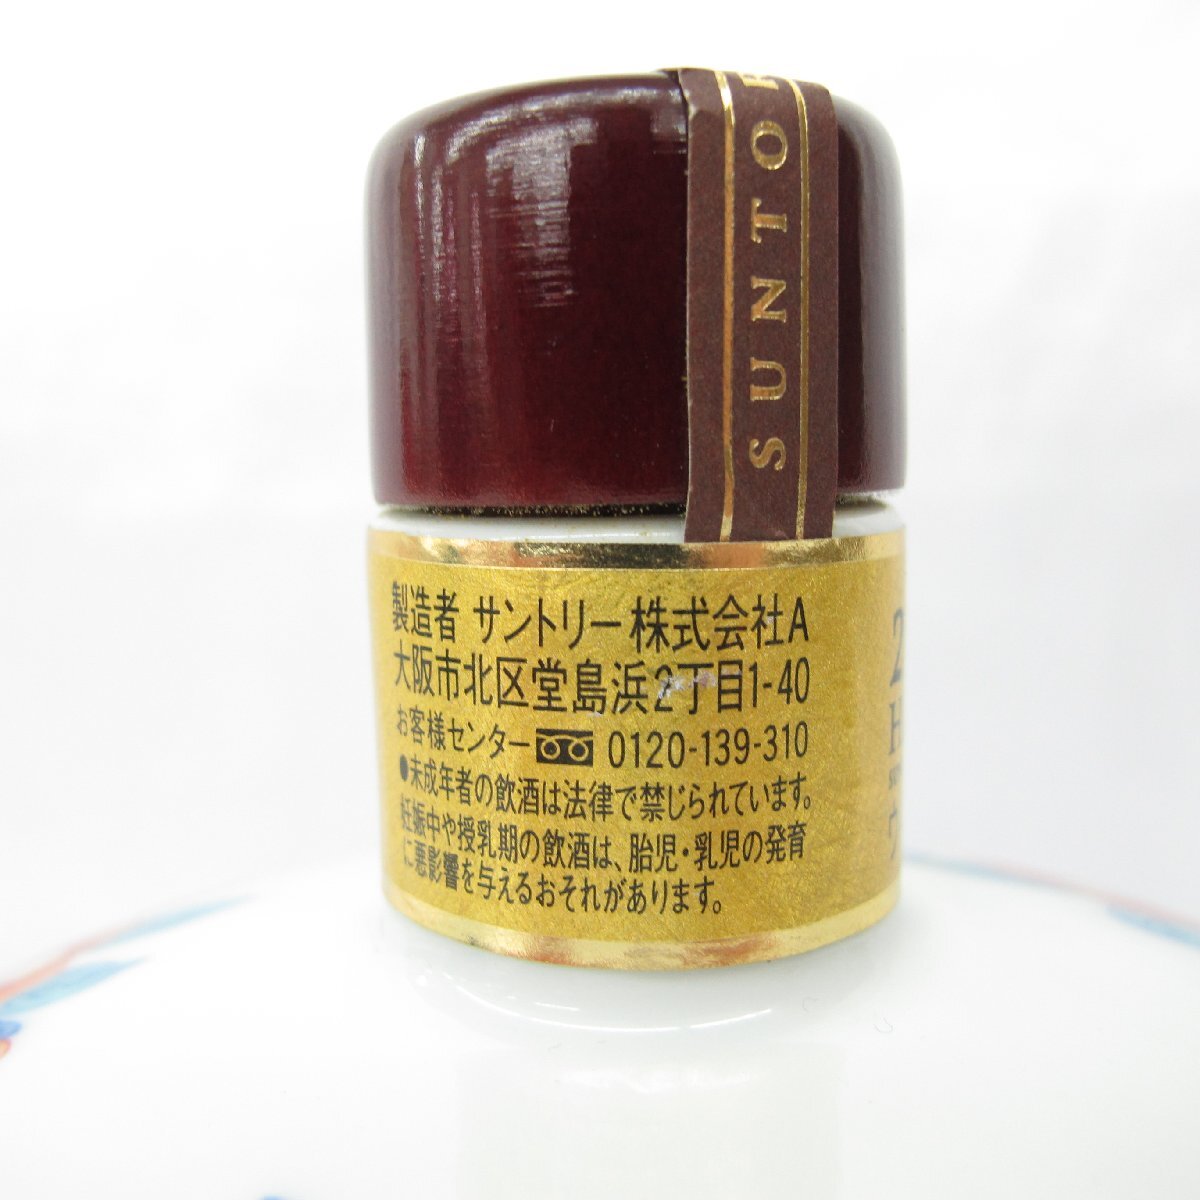 SUNTOR
製造者 サントリー株式会社A
大阪市北区堂島浜2丁目1-40
お客様センター 0120-139-310
●未成年者の飲酒は法律で禁じられています。
妊娠中や授乳期の飲酒は、胎児・乳児の発育
に悪影響を与えるおそれがあります。
2
H